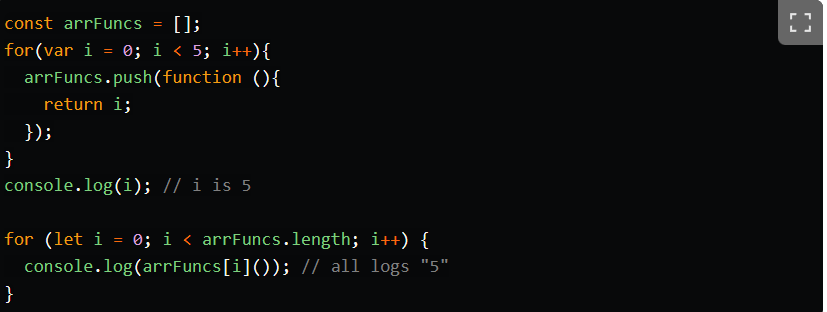 const arrFuncs = [];
for(var i = 0; i < 5; i++){
  arrFuncs.push(function (){
    return i;
  });
}
console.log(i); // i is 5

for (let i = 0; i < arrFuncs.length; i++) {
  console.log(arrFuncs[i]()); // all logs "5"
}